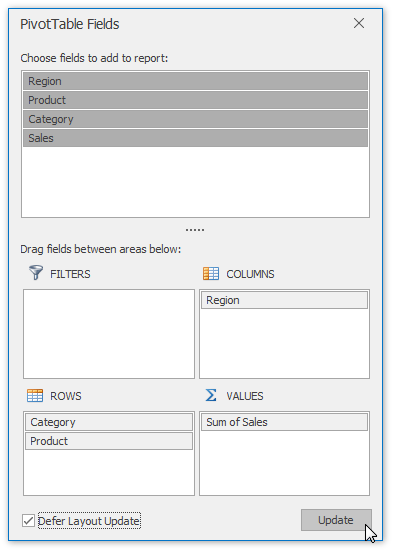 PivotTable Fields
Choose fields to add to report:
Region
Product
Category
Sales
Drag fields between areas below:
FILTERS
COLUMNS
Region
ROWS
VALUES
Category
Product
Sum of Sales
Defer Layout Update
Update